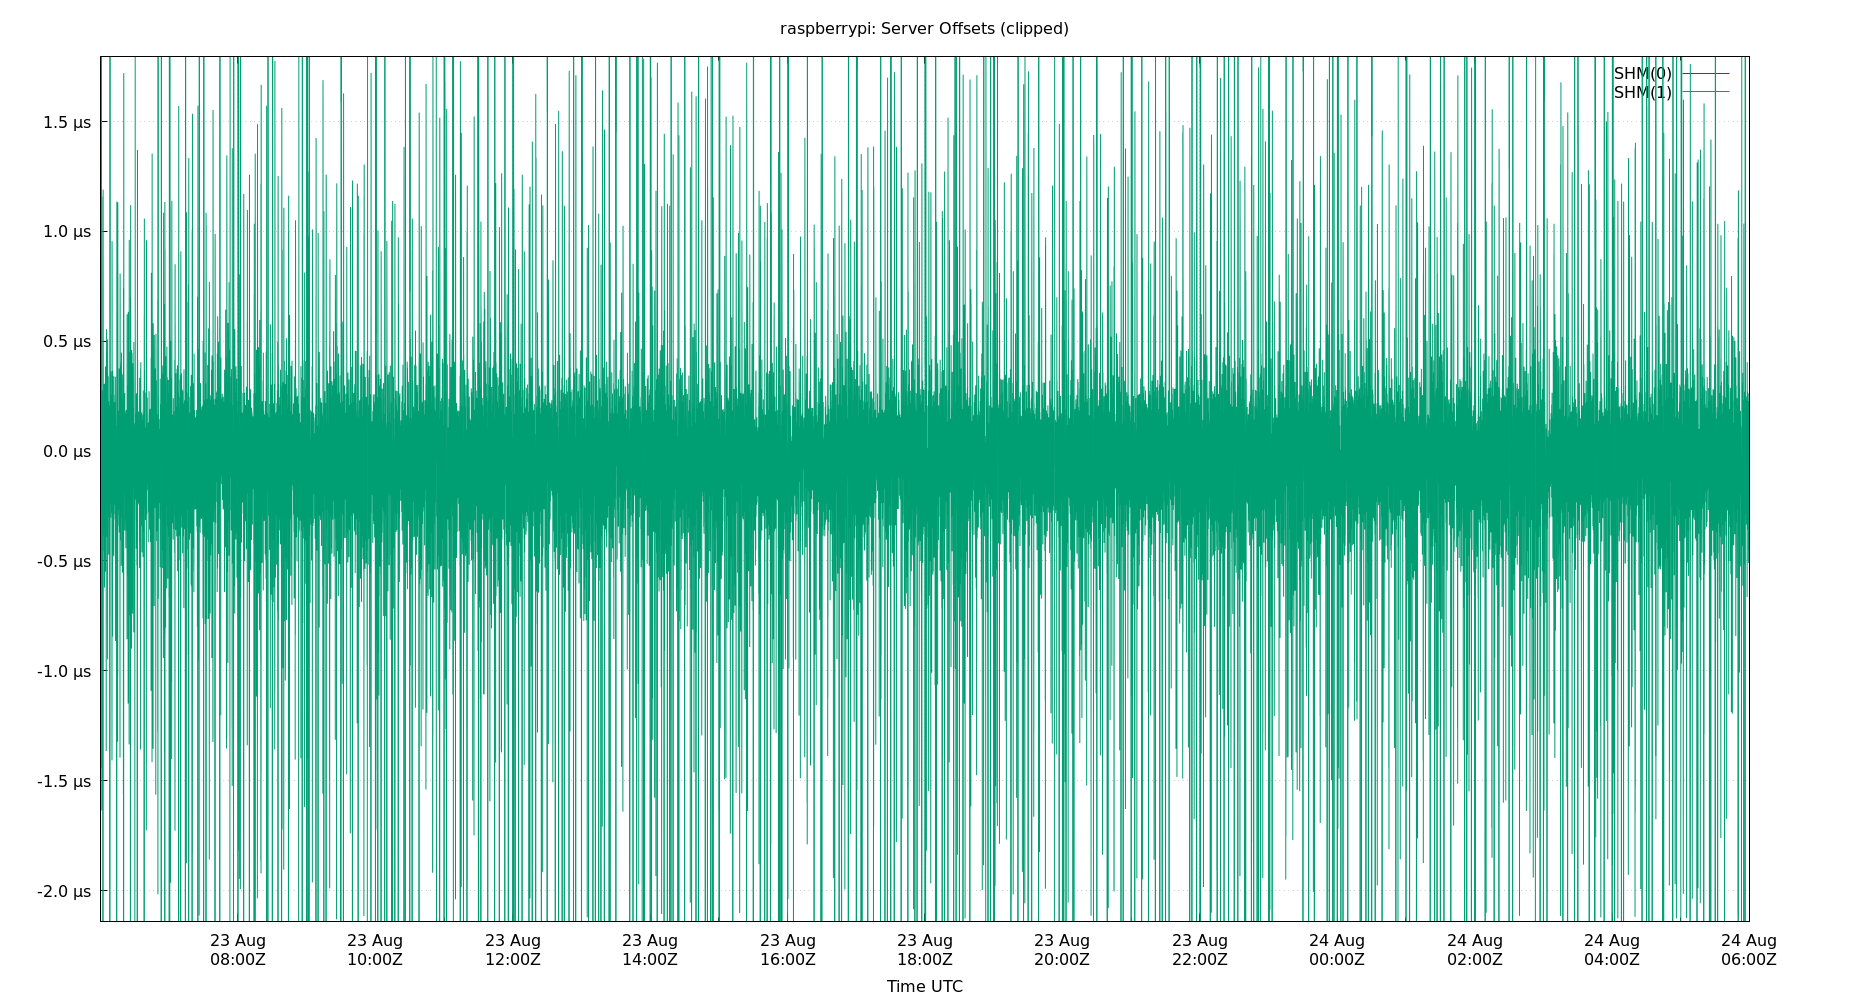 raspberrypi: Server Offsets (clipped)
SHM(0)
SHM(1)
1.5 µs
1.0 µs
0.5 µs
0.0 µs
-0.5 µs
-1.0 µs
-1.5 µs
-2.0 µs
23 Aug 23 Aug 23 Aug 23 Aug 23 Aug 23 Aug 23 Aug 23 Aug 24 Aug 24 Aug 24 Aug 24 Aug
08:00Z 10:00Z 12:00Z 14:00Z 16:00Z 18:00Z 20:00Z 22:00Z 00:00Z 02:00Z 04:00Z 06:00Z
Time UTC